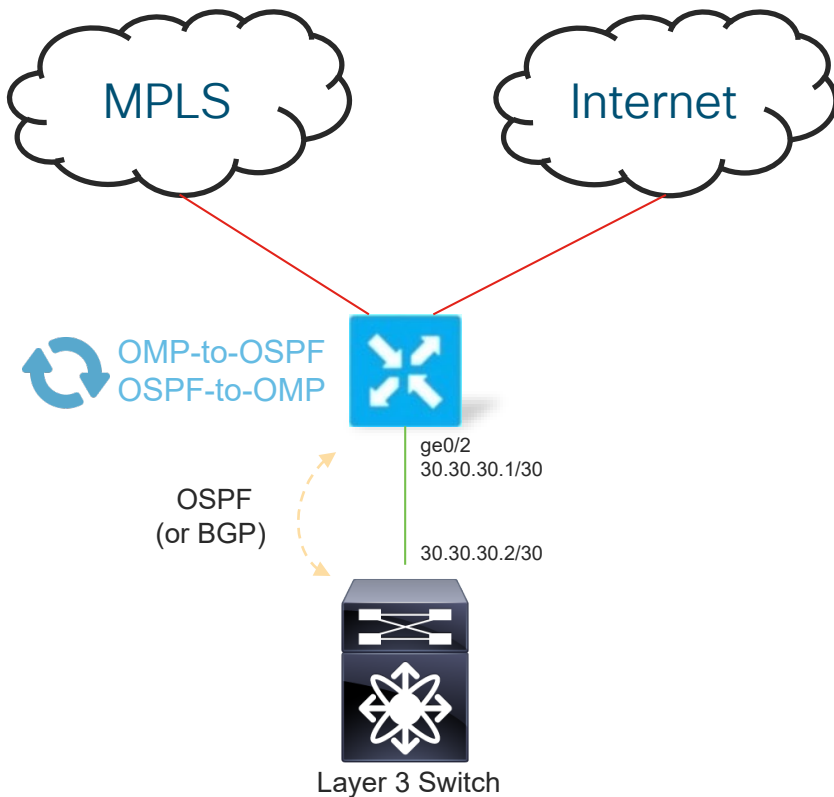 MPLS
Internet
OMP-to-OSPF
OSPF-to-OMP
ge0/2
30.30.30.1/30
OSPF
(or BGP)
30.30.30.2/30
Layer 3 Switch